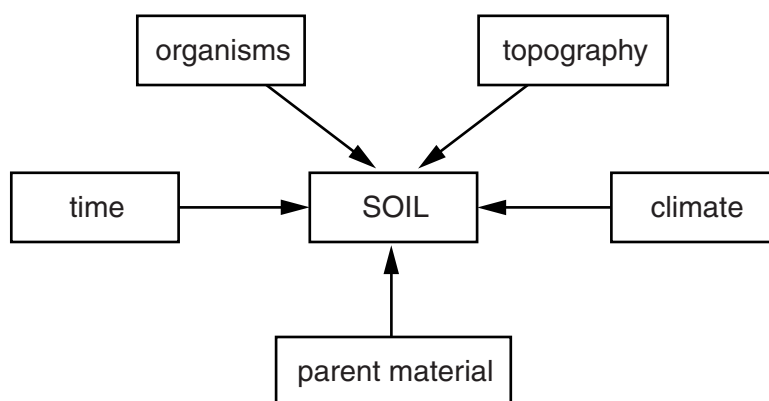 organisms
topography
time
SOIL
climate
parent material